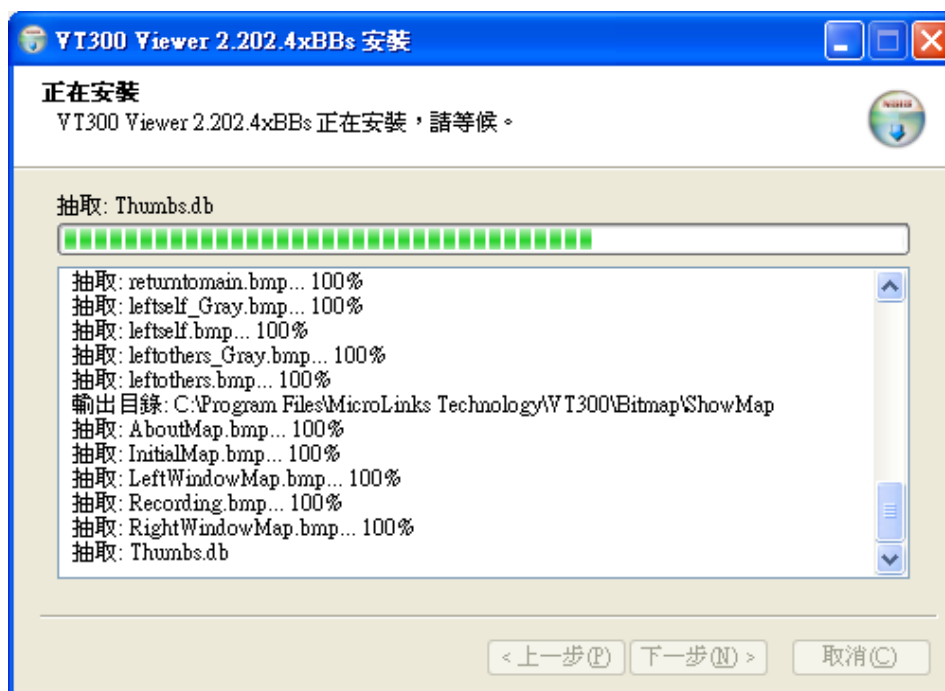 VT300 Viewer 2.202.4xBBs 安裝
正在安裝
VT300 Viewer 2.202.4xBBs 正在安裝，請等候。
抽取: Thumbs.db
抽取: returntomain.bmp... 100%
抽取: leftself_Gray.bmp... 100%
抽取: leftself.bmp... 100%
抽取: leftothers_Gray.bmp... 100%
抽取: leftothers.bmp... 100%
輸出目錄: C:\Program Files\MicroLinks Technology\VT300\Bitmap\ShowMap
抽取: AboutMap.bmp... 100%
抽取: InitialMap.bmp... 100%
抽取: LeftWindowMap.bmp... 100%
抽取: Recording.bmp... 100%
抽取: RightWindowMap.bmp... 100%
抽取: Thumbs.db
< 上一步(P) 下一步(N) > 取消(C)